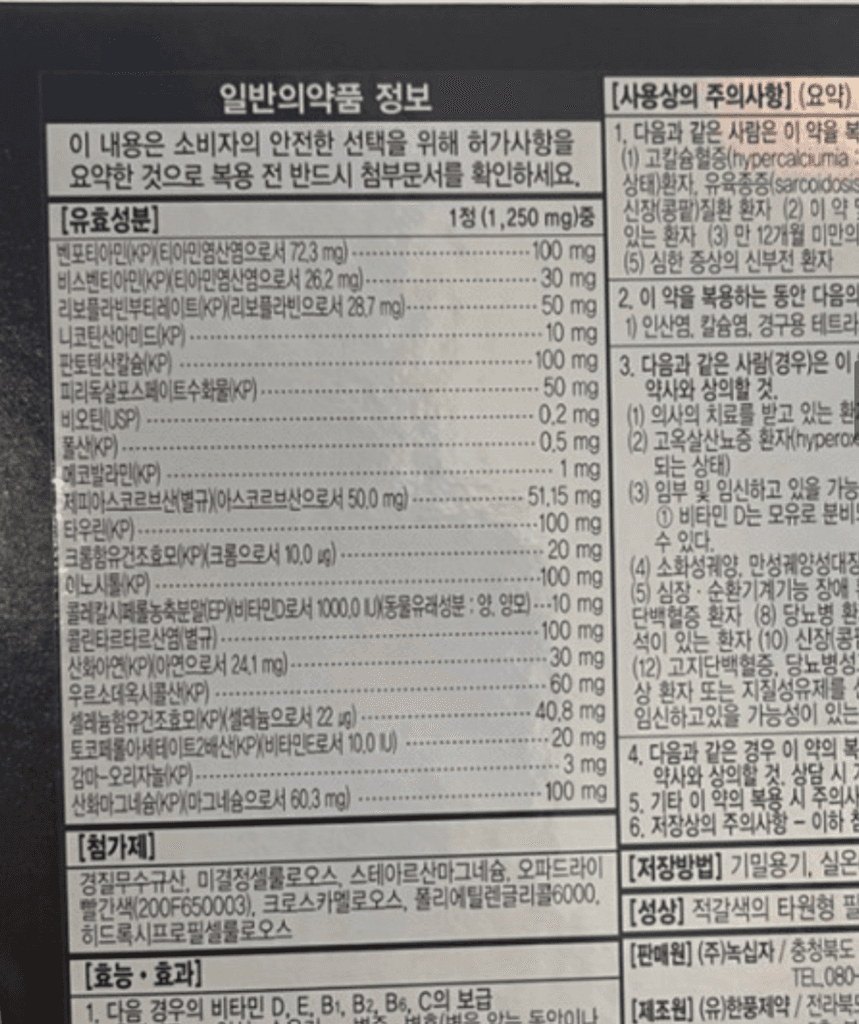 일반의약품 정보
이 내용은 소비자의 안전한 선택을 위해 허가사항을
요약한 것으로 복용 전 반드시 첨부문서를 확인하세요.
[유효성분] 1정 (1,250 mg)중
벤포티아민(KP)(티아민염산염으로서 72.3 mg) 100 mg
비스벤티아민(KP)(티아민염산염으로서 26.2 mg) 30 mg
리보플라빈부티레이트(KP)(리보플라빈으로서 28.7 mg) 50 mg
니코틴산아미드(KP) 10 mg
판토텐산칼슘(KP) 100 mg
피리독살포스페이트수화물(KP) 50 mg
비오틴(USP) 0.2 mg
폴산(KP) 0.5 mg
메코발라민(KP) 1 mg
제피아스코르브산(별규)(아스코르브산으로서 50.0 mg) 51.15 mg
타우린(KP) 100 mg
크롬함유건조효모(KP)(크롬으로서 10.0 ㎍) 20 mg
이노시톨(KP) 100 mg
콜레칼시페롤농축분말(EP)(비타민D로서 1000.0 IU)(동물유래성분 : 양, 양모) 10 mg
콜린타르타르산염(별규) 100 mg
산화아연(KP)(아연으로서 24.1 mg) 30 mg
우르소데옥시콜산(KP) 60 mg
셀레늄함유건조효모(KP)(셀레늄으로서 22 ㎍) 40.8 mg
토코페롤아세테이트2배산(KP)(비타민E로서 10.0 IU) 20 mg
감마-오리자놀(KP) 3 mg
산화마그네슘(KP)(마그네슘으로서 60.3 mg) 100 mg
[첨가제]
경질무수규산, 미결정셀룰로오스, 스테아르산마그네슘, 오파드라이
빨간색(200F650003), 크로스카멜로오스, 폴리에틸렌글리콜6000,
히드록시프로필셀룰로오스
[효능 · 효과]
1. 다음 경우의 비타민 D, E, B1, B2, B6, C의 보급
[사용상의 주의사항] (요약)
1. 다음과 같은 사람은 이 약을 복
(1) 고칼슘혈증(hypercalciumia
상태)환자, 유육종증(sarcoidosis
신장(콩팥)질환 환자 (2) 이 약
있는 환자 (3) 만 12개월 미만의
(5) 심한 증상의 신부전 환자
2. 이 약을 복용하는 동안 다음의
1) 인산염, 칼슘염, 경구용 테트라
3. 다음과 같은 사람(경우)은 이
약사와 상의할 것.
(1) 의사의 치료를 받고 있는 환
(2) 고옥살산뇨증 환자(hyperox
되는 상태)
(3) 임부 및 임신하고 있을 가능
① 비타민 D는 모유로 분비
수 있다.
(4) 소화성궤양, 만성궤양성대장
(5) 심장 · 순환기계기능 장애
단백혈증 환자 (8) 당뇨병 환
석이 있는 환자 (10) 신장(콩
(12) 고지단백혈증, 당뇨병성
상 환자 또는 지질성유제를
임신하고있을 가능성이 있는
4. 다음과 같은 경우 이 약의 복
약사와 상의할 것. 상담 시
5. 기타 이 약의 복용 시 주의사
6. 저장상의 주의사항 - 이하
[저장방법] 기밀용기, 실온
[성상] 적갈색의 타원형 필
[판매원] (주)녹십자 / 충청북도
TEL.080-
[제조원] (유)한풍제약 / 전라북도